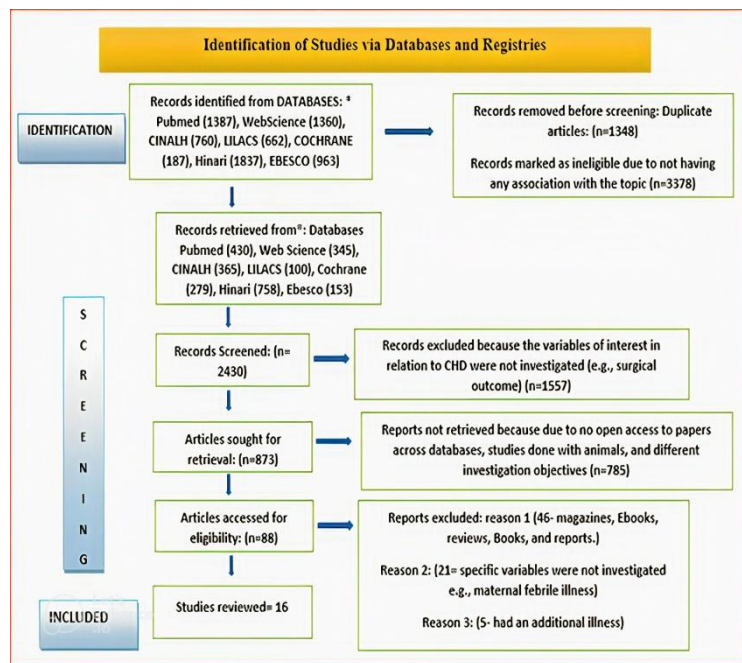 Identification of Studies via Databases and Registries
IDENTIFICATION
Records identified from DATABASES: *
Pubmed (1387), WebScience (1360),
CINALH (760), LILACS (662), COCHRANE
(187), Hinari (1837), EBESCO (963)
Records removed before screening: Duplicate
articles: (n=1348)
Records marked as ineligible due to not having
any association with the topic (n=3378)
Records retrieved from*: Databases
Pubmed (430), Web Science (345),
CINALH (365), LILACS (100), Cochrane
(279), Hinari (758), Ebesco (153)
S
C
R
E
E
N
I
N
G
Records Screened: (n=
2430)
Records excluded because the variables of interest in
relation to CHD were not investigated (e.g., surgical
outcome) (n=1557)
Articles sought for
retrieval: (n=873)
Reports not retrieved because due to no open access to papers
across databases, studies done with animals, and different
investigation objectives (n=785)
Articles accessed for
eligibility: (n=88)
Reports excluded: reason 1 (46- magazines, Ebooks,
reviews, Books, and reports.)
Reason 2: (21= specific variables were not investigated
e.g., maternal febrile illness)
Reason 3: (5- had an additional illness)
INCLUDED
Studies reviewed= 16